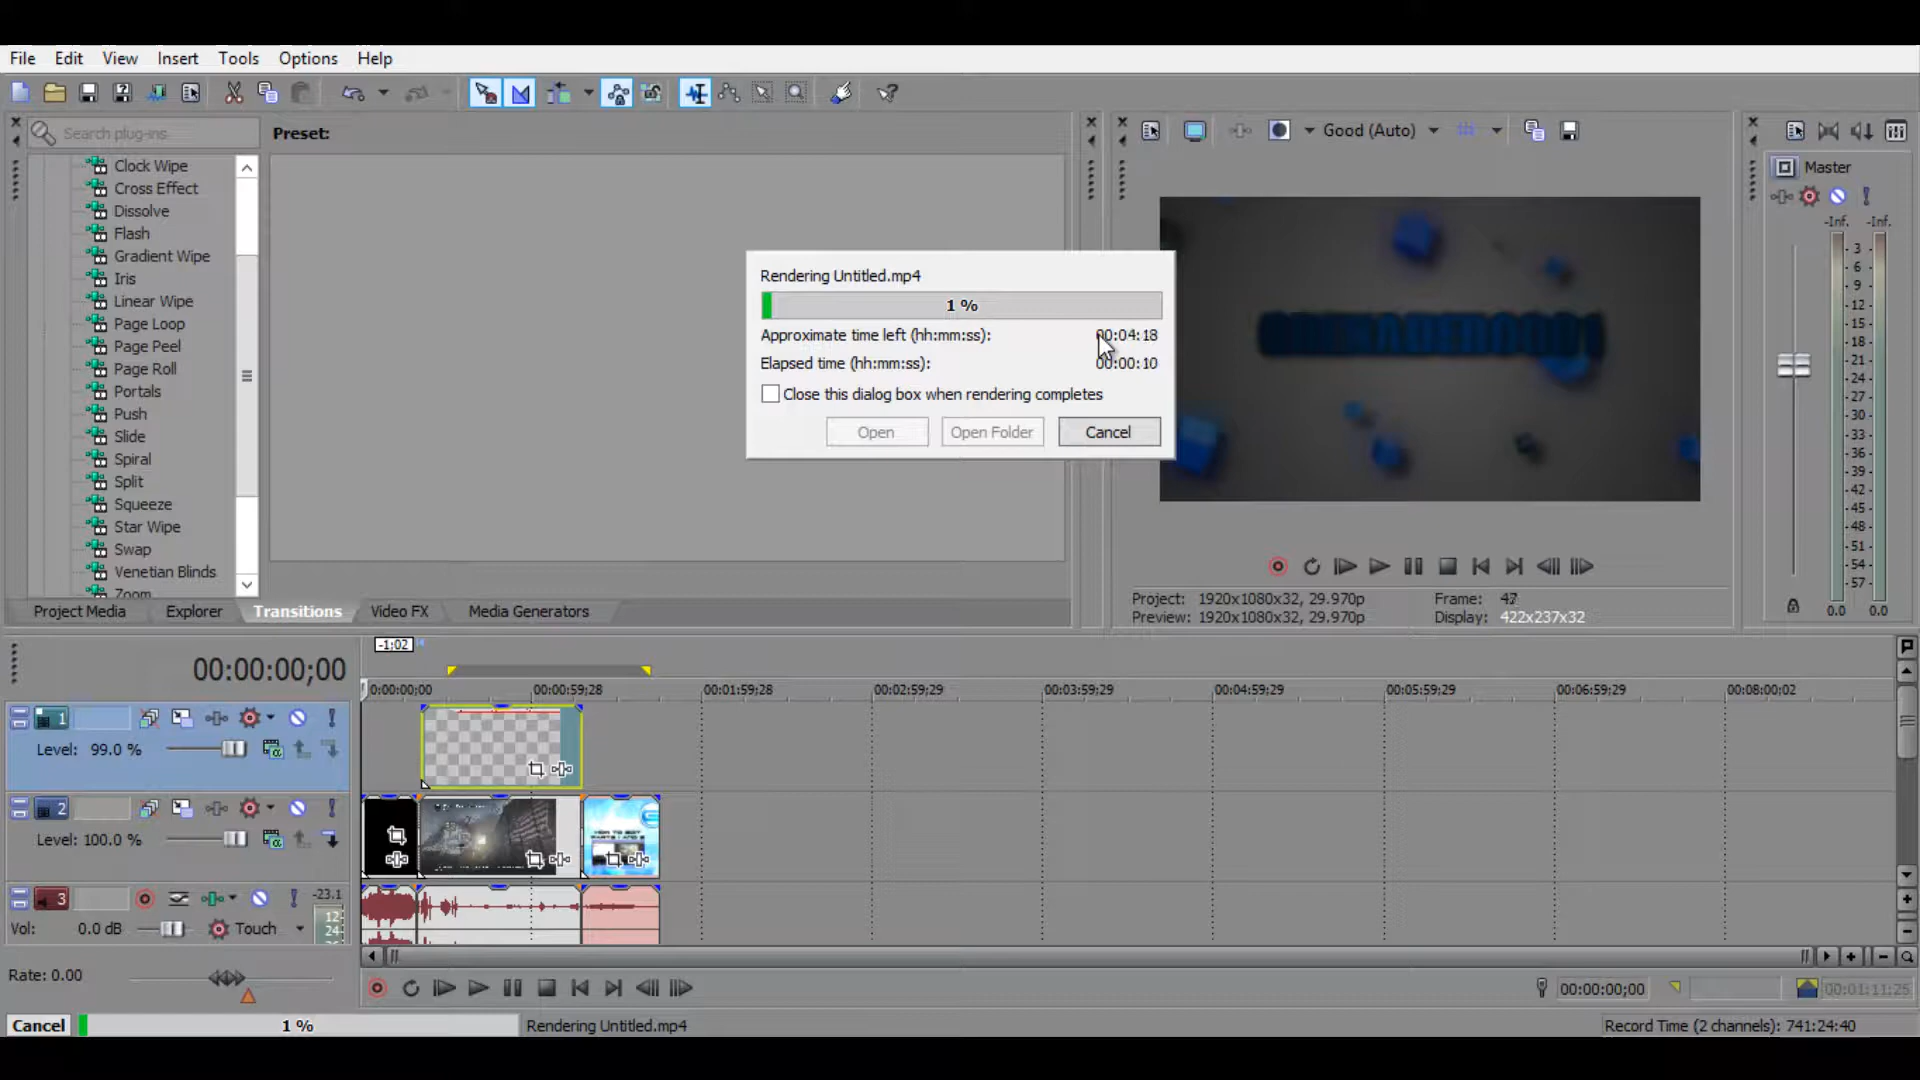 File Edit View Insert Tools Options Help
Search plug-ins
Preset:
Good (Auto)
Master
Clock Wipe
Cross Effect
Dissolve
Flash
Gradient Wipe
Iris
Linear Wipe
Page Loop
Page Peel
Page Roll
Portals
Push
Slide
Spiral
Split
Squeeze
Star Wipe
Swap
Venetian Blinds
Zoom
Rendering Untitled.mp4
1 %
Approximate time left (hh:mm:ss): 00:04:18
Elapsed time (hh:mm:ss): 00:00:10
Close this dialog box when rendering completes
Open Open Folder Cancel
-Inf. -Inf.
3
6
9
12
15
18
21
24
27
30
33
36
39
42
45
48
51
54
57
0.0 0.0
Project: 1920x1080x32, 29.970p Frame: 47
Preview: 1920x1080x32, 29.970p Display: 422x237x32
Project Media Explorer Transitions Video FX Media Generators
-1:02
00:00:00;00
0:00:00;00 00:00:59;28 00:01:59;28 00:02:59;29 00:03:59;29 00:04:59;29 00:05:59;29 00:06:59;29 00:08:00;02
1
Level: 99.0 %
2
Level: 100.0 %
HOW TO EDIT
3
-23.1
12
24
Vol: 0.0 dB Touch
Rate: 0.00
00:00:00;00 00:01:11:25
Cancel 1 % Rendering Untitled.mp4 Record Time (2 channels): 741:24:40